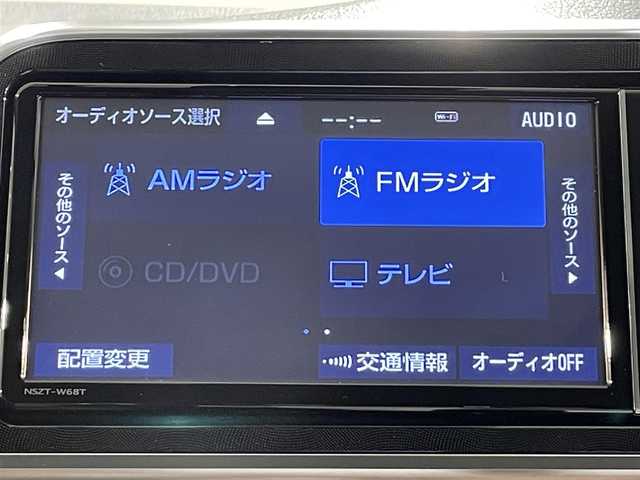 オーディオソース選択
--:--
Wi-Fi
AUDIO
その他のソース
AMラジオ
FMラジオ
その他のソース
CD/DVD
テレビ
L
配置変更
交通情報
オーディオOFF
NSZT-W68T